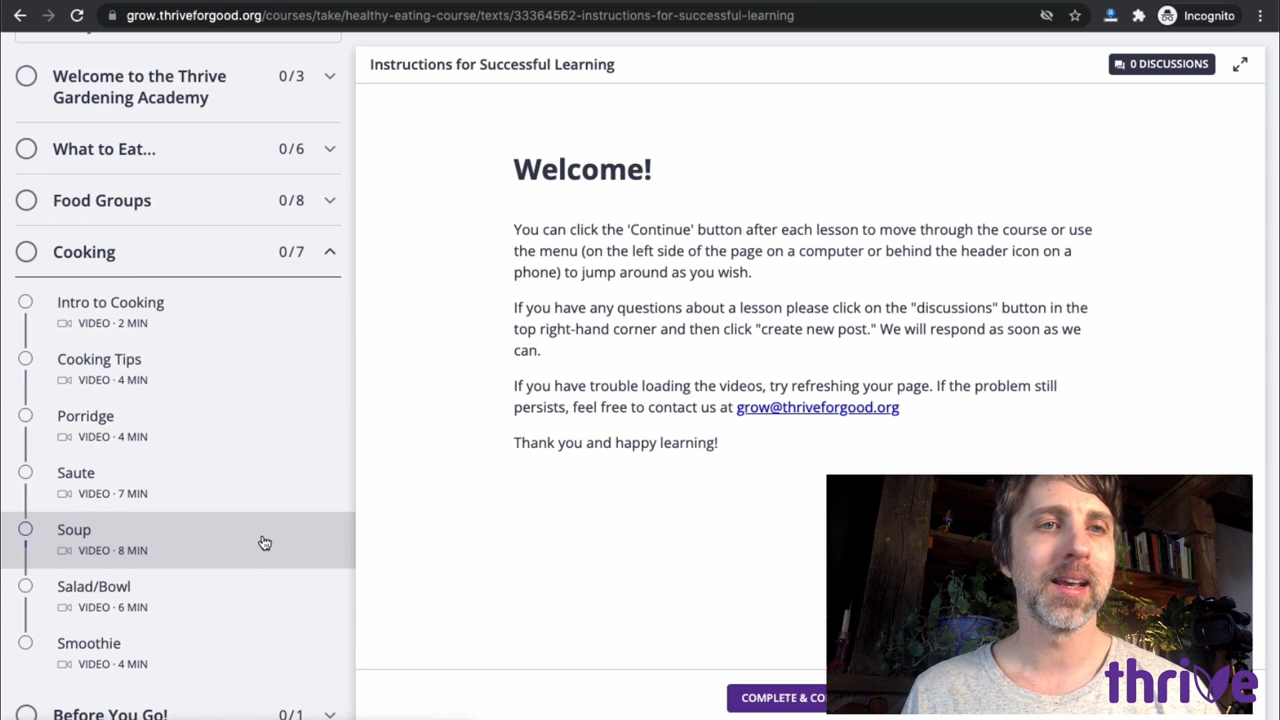 grow.thriveforgood.org/courses/take/healthy-eating-course/texts/33364562-instructions-for-successful-learning
Incognito
Welcome to the Thrive
Gardening Academy
0/3
What to Eat...
0/6
Food Groups
0/8
Cooking
0/7
Intro to Cooking
VIDEO · 2 MIN
Cooking Tips
VIDEO · 4 MIN
Porridge
VIDEO · 4 MIN
Saute
VIDEO · 7 MIN
Soup
VIDEO · 8 MIN
Salad/Bowl
VIDEO · 6 MIN
Smoothie
VIDEO · 4 MIN
Before You Go!
0/1
Instructions for Successful Learning
0 DISCUSSIONS
Welcome!
You can click the 'Continue' button after each lesson to move through the course or use
the menu (on the left side of the page on a computer or behind the header icon on a
phone) to jump around as you wish.
If you have any questions about a lesson please click on the "discussions" button in the
top right-hand corner and then click "create new post." We will respond as soon as we
can.
If you have trouble loading the videos, try refreshing your page. If the problem still
persists, feel free to contact us at grow@thriveforgood.org
Thank you and happy learning!
COMPLETE & CO
thrive